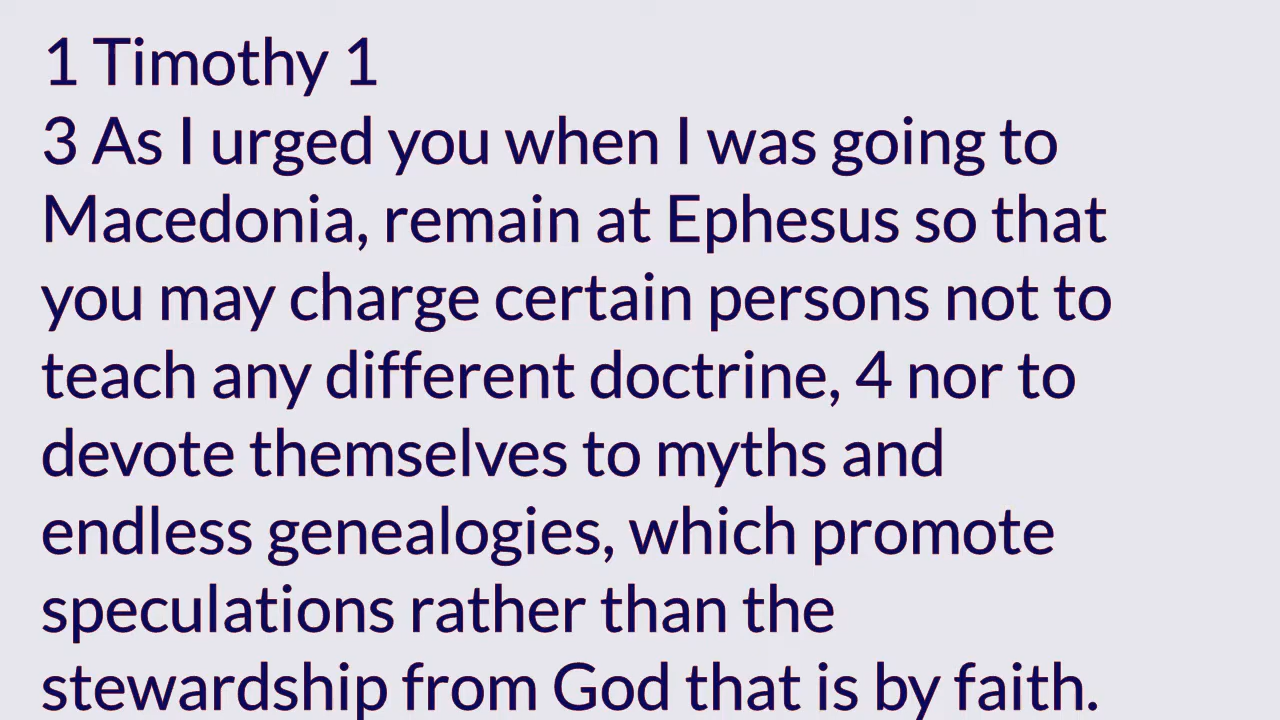 1 Timothy 1
3 As I urged you when I was going to
Macedonia, remain at Ephesus so that
you may charge certain persons not to
teach any different doctrine, 4 nor to
devote themselves to myths and
endless genealogies, which promote
speculations rather than the
stewardship from God that is by faith.